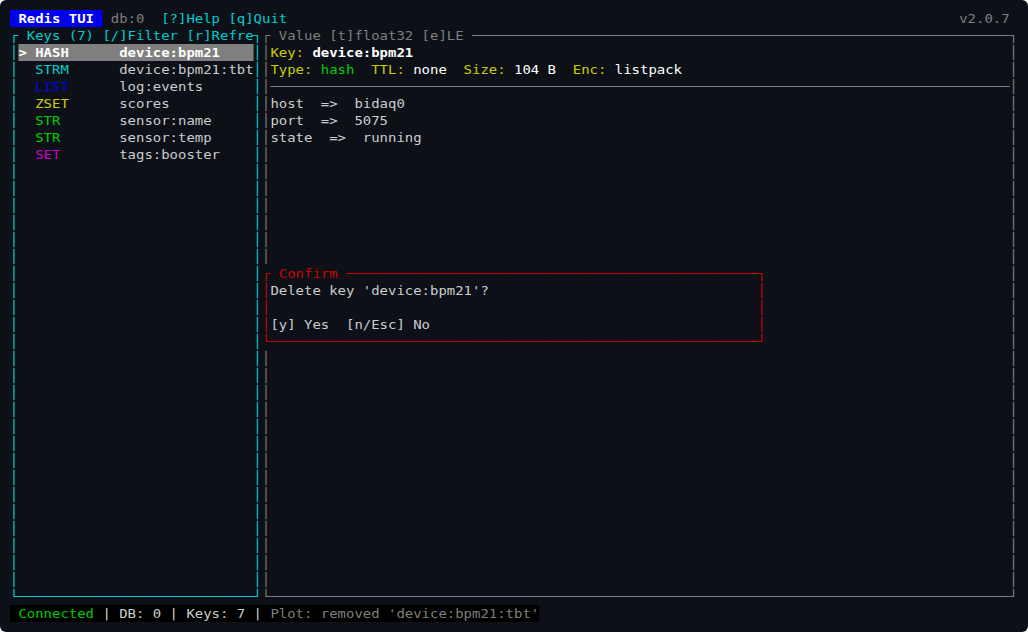 Redis TUI db:0 [?]Help [q]Quit v2.0.7
Keys (7) [/]Filter [r]Refre Value [t]float32 [e]LE
> HASH device:bpm21 Key: device:bpm21
STRM device:bpm21:tbt Type: hash TTL: none Size: 104 B Enc: listpack
LIST log:events
ZSET scores host => bidaq0
STR sensor:name port => 5075
STR sensor:temp state => running
SET tags:booster
Confirm
Delete key 'device:bpm21'?
[y] Yes [n/Esc] No
Connected | DB: 0 | Keys: 7 | Plot: removed 'device:bpm21:tbt'